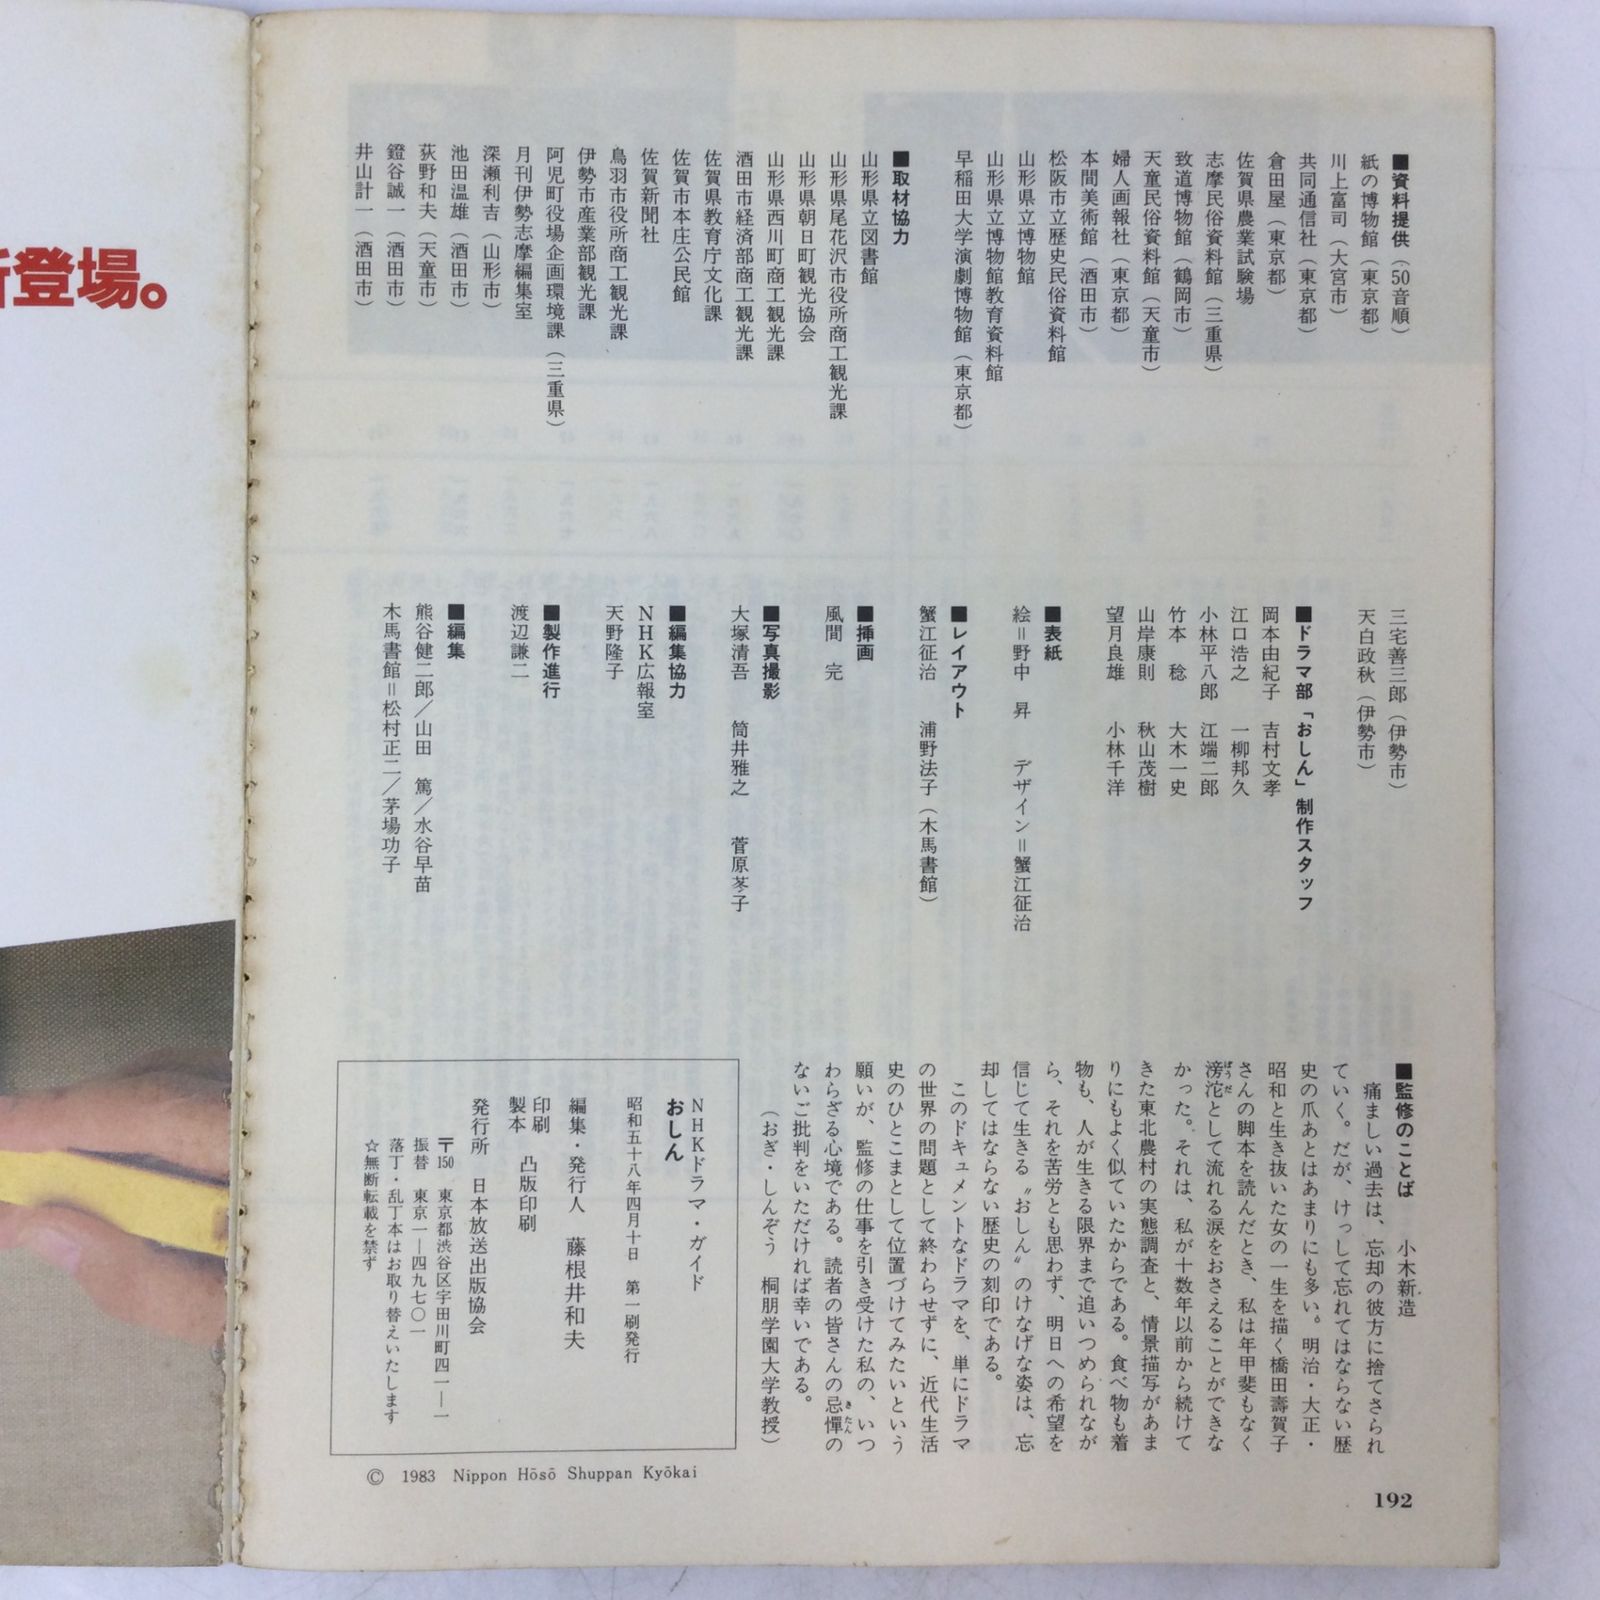 ■資料提供（50音順）
紙の博物館（東京都）
川上富司（大宮市）
共同通信社（東京都）
倉田屋（東京都）
佐賀県農業試験場
志摩民俗資料館（三重県）
致道博物館（鶴岡市）
天童民俗資料館（天童市）
婦人画報社（東京都）
本間美術館（酒田市）
松阪市立歴史民俗資料館
山形県立博物館
山形県立博物館教育資料館
早稲田大学演劇博物館（東京都）
■取材協力
山形県立図書館
山形県尾花沢市役所商工観光課
山形県朝日町観光協会
山形県西川町商工観光課
酒田市経済部商工観光課
佐賀県教育庁文化課
佐賀市本庄公民館
佐賀新聞社
鳥羽市役所商工観光課
伊勢市産業部観光課
阿児町役場企画環境課（三重県）
月刊伊勢志摩編集室
深瀬利吉（山形市）
池田温雄（酒田市）
荻野和夫（天童市）
鐙谷誠一（酒田市）
井山計一（酒田市）
三宅善三郎（伊勢市）
天白政秋（伊勢市）
■ドラマ部「おしん」制作スタッフ
岡本由紀子　吉村文孝
江口浩之　一柳邦久
小林平八郎　江端二郎
竹本　稔　大木一史
山岸康則　秋山茂樹
望月良雄　小林千洋
■表紙
絵＝野中　昇　デザイン＝蟹江征治
■レイアウト
蟹江征治　浦野法子（木馬書館）
■挿画
風間　完
■写真撮影
大塚清吾　筒井雅之　菅原芩子
■編集協力
NHK広報室
天野隆子
■製作進行
渡辺謙二
■編集
熊谷健二郎／山田　篤／水谷早苗
木馬書館＝松村正二／茅場功子
■監修のことば　小木新造
痛ましい過去は、忘却の彼方に捨てさられ
ていく。だが、けっして忘れてはならない歴
史の爪あとはあまりにも多い。明治・大正・
昭和と生き抜いた女の一生を描く橋田壽賀子
さんの脚本を読んだとき、私は年甲斐もなく
滂沱（ぼうだ）として流れる涙をおさえることができな
かった。それは、私が十数年以前から続けて
きた東北農村の実態調査と、情景描写があま
りにもよく似ていたからである。食べ物も着
物も、人が生きる限界まで追いつめられなが
ら、それを苦労とも思わず、明日への希望を
信じて生きる〝おしん〟のけなげな姿は、忘
却してはならない歴史の刻印である。
このドキュメントなドラマを、単にドラマ
の世界の問題として終わらせずに、近代生活
史のひとこまとして位置づけてみたいという
願いが、監修の仕事を引き受けた私の、いつ
わらざる心境である。読者の皆さんの忌憚（きたん）の
ないご批判をいただければ幸いである。
（おぎ・しんぞう　桐朋学園大学教授）
NHKドラマ・ガイド
おしん
昭和五十八年四月十日　第一刷発行
編集・発行人　藤根井和夫
印刷
製本　凸版印刷
発行所　日本放送出版協会
〒150　東京都渋谷区宇田川町四一―一
振替　東京一―四九七〇一
落丁・乱丁本はお取り替えいたします
☆無断転載を禁ず
© 1983 Nippon Hōsō Shuppan Kyōkai
192
新登場。